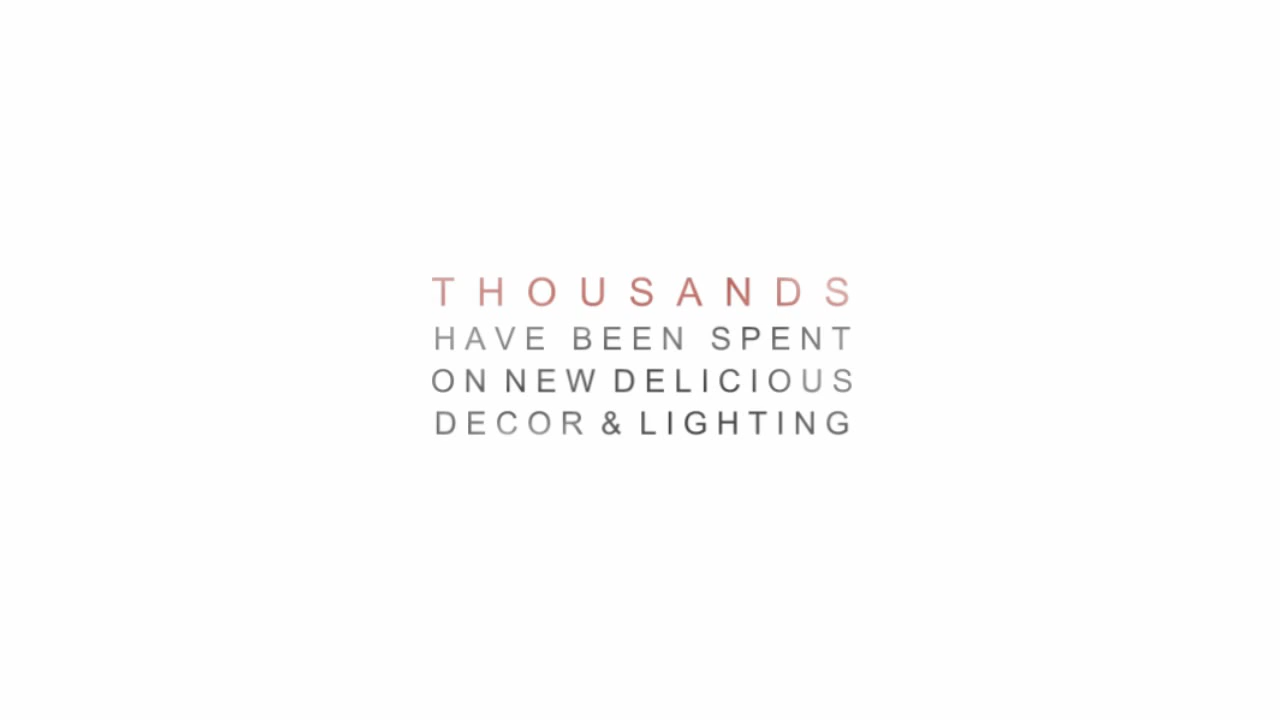 THOUSANDS
HAVE BEEN SPENT
ON NEW DELICIOUS
DECOR & LIGHTING